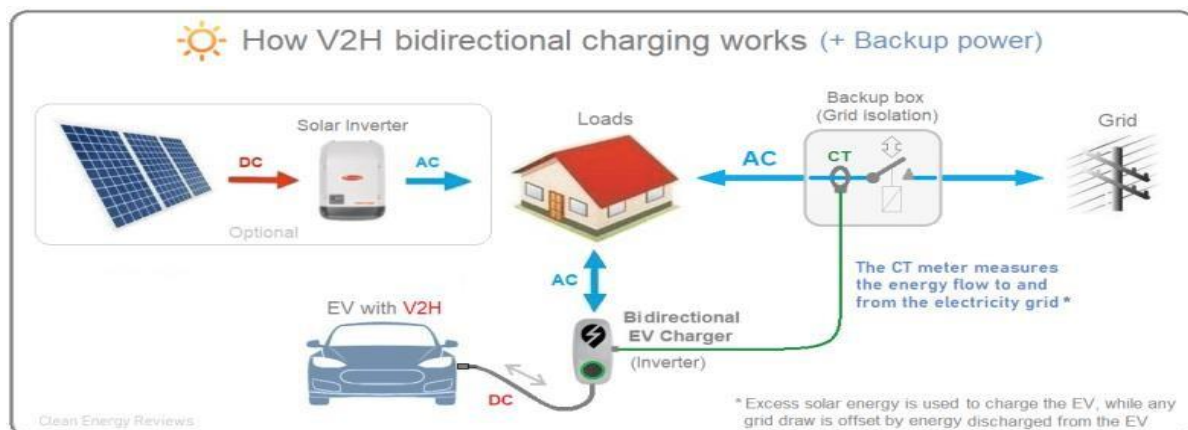 How V2H bidirectional charging works (+ Backup power)
Solar Inverter
DC
AC
Optional
Loads
Backup box
(Grid isolation)
Grid
AC
CT
AC
The CT meter measures
the energy flow to and
from the electricity grid *
EV with V2H
Bidirectional
EV Charger
(Inverter)
DC
Clean Energy Reviews
* Excess solar energy is used to charge the EV, while any
grid draw is offset by energy discharged from the EV